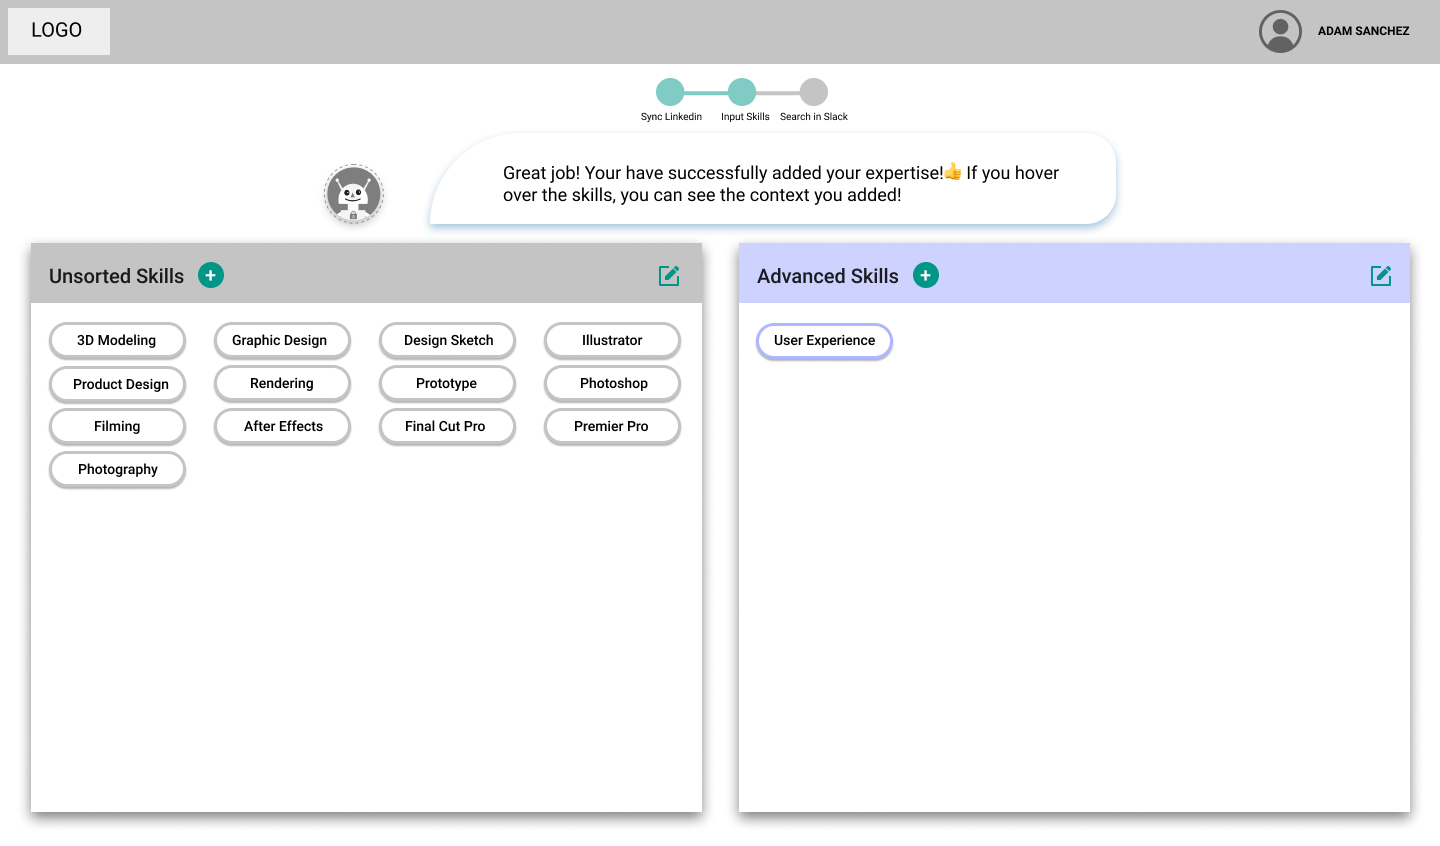 LOGO
ADAM SANCHEZ
Sync Linkedin
Input Skills
Search in Slack
Great job! Your have successfully added your expertise!👍 If you hover
over the skills, you can see the context you added!
Unsorted Skills
3D Modeling
Graphic Design
Design Sketch
Illustrator
Product Design
Rendering
Prototype
Photoshop
Filming
After Effects
Final Cut Pro
Premier Pro
Photography
Advanced Skills
User Experience